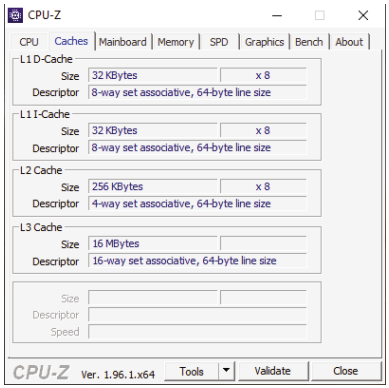 CPU-Z
CPU Caches Mainboard Memory SPD Graphics Bench About
L1 D-Cache
Size 32 KBytes x 8
Descriptor 8-way set associative, 64-byte line size
L1 I-Cache
Size 32 KBytes x 8
Descriptor 8-way set associative, 64-byte line size
L2 Cache
Size 256 KBytes x 8
Descriptor 4-way set associative, 64-byte line size
L3 Cache
Size 16 MBytes
Descriptor 16-way set associative, 64-byte line size
Size
Descriptor
Speed
CPU-Z Ver. 1.96.1.x64 Tools Validate Close